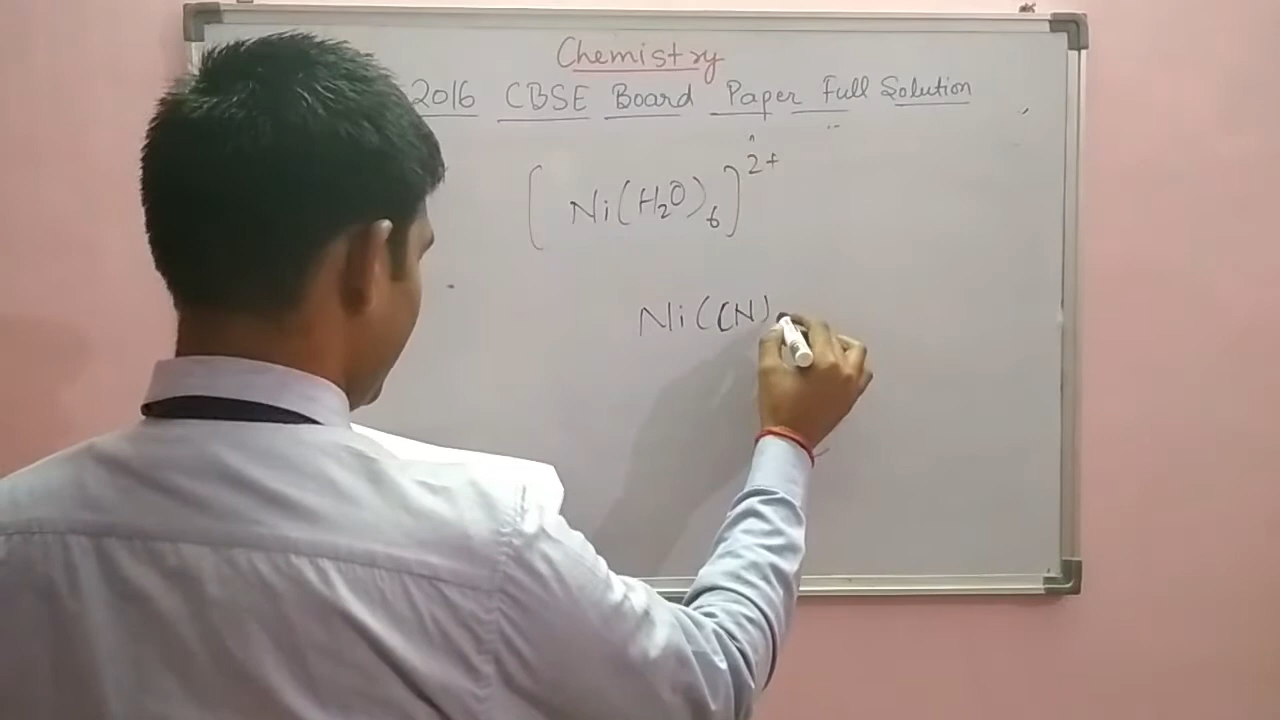 Chemistry
2016 CBSE Board Paper Full Solution
[Ni(H₂O)₆]²⁺
Ni(CN)